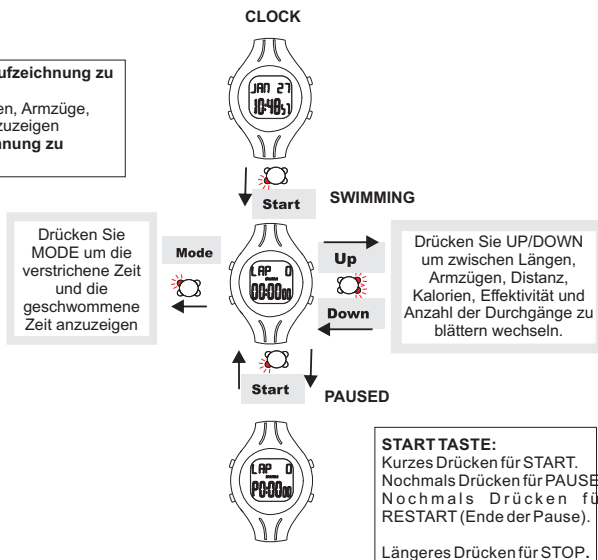 CLOCK
ufzeichnung zu
en, Armzüge,
zuzeigen
nnung zu
JAN 27
10:48 57
Start
SWIMMING
Drücken Sie
MODE um die
verstrichene Zeit
und die
geschwommene
Zeit anzuzeigen
Mode
LAP 0
00:00 00
Up
Down
Drücken Sie UP/DOWN
um zwischen Längen,
Armzügen, Distanz,
Kalorien, Effektivität und
Anzahl der Durchgänge zu
blättern wechseln.
Start
PAUSED
LAP 0
P0:00 00
START TASTE:
Kurzes Drücken für START.
Nochmals Drücken für PAUSE
Nochmals Drücken fü
RESTART (Ende der Pause).
Längeres Drücken für STOP.